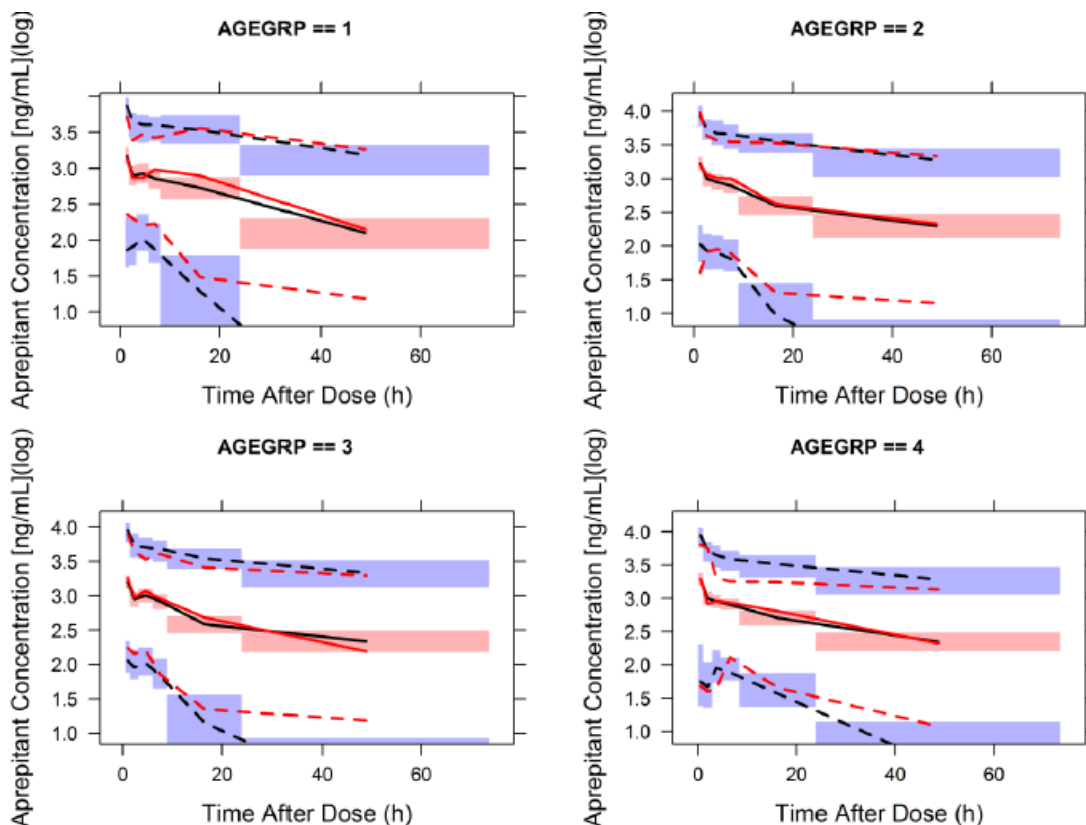 AGEGRP == 1
Aprepitant Concentration [ng/mL](log)
3.5
3.0
2.5
2.0
1.5
1.0
0 20 40 60
Time After Dose (h)
AGEGRP == 2
Aprepitant Concentration [ng/mL](log)
4.0
3.5
3.0
2.5
2.0
1.5
1.0
0 20 40 60
Time After Dose (h)
AGEGRP == 3
Aprepitant Concentration [ng/mL](log)
4.0
3.5
3.0
2.5
2.0
1.5
1.0
0 20 40 60
Time After Dose (h)
AGEGRP == 4
Aprepitant Concentration [ng/mL](log)
4.0
3.5
3.0
2.5
2.0
1.5
1.0
0 20 40 60
Time After Dose (h)